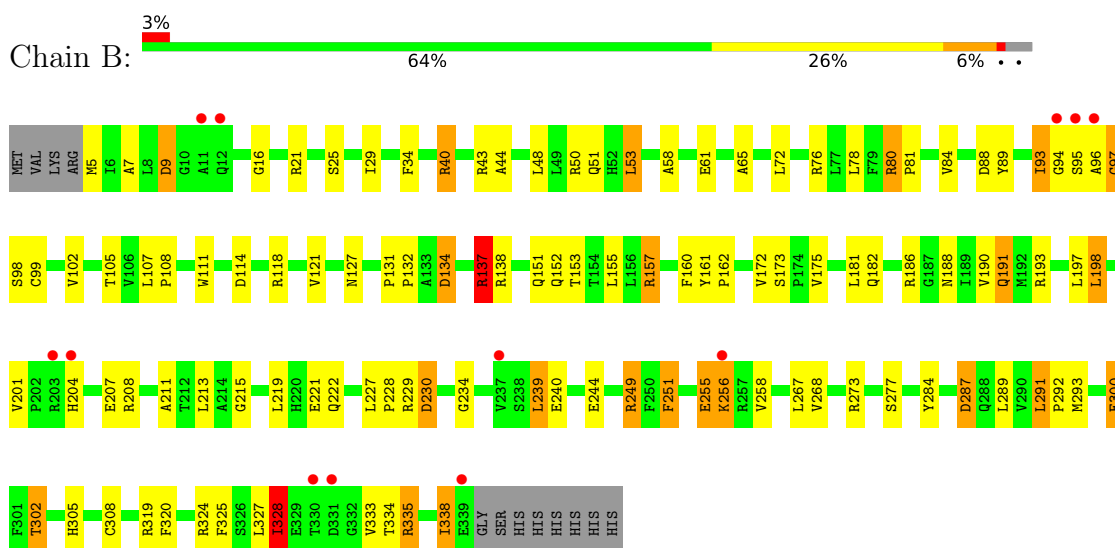 3%
Chain B:
64% 26% 6% • •
MET VAL LYS ARG M5 I6 A7 L8 D9 G10 A11 Q12 G16 R21 S25 I29 F34 R40 R43 A44 L48 L49 R50 Q51 H52 L53 A58 E61 A65 L72 R76 L77 L78 F79 R80 P81 V84 D88 Y89 I93 G94 S95 A96 C97
S98 C99 V102 T105 V106 L107 P108 W111 D114 R118 V121 N127 P131 P132 A133 D134 R137 R138 Q151 Q152 T153 T154 L155 L156 R157 F160 Y161 P162 V172 S173 P174 V175 L181 Q182 R186 G187 N188 I189 V190 Q191 M192 R193 L197 L198
V201 P202 R203 H204 E207 R208 A211 T212 L213 A214 G215 L219 H220 E221 Q222 L227 P228 R229 D230 G234 V237 S238 L239 E240 E244 R249 F250 F251 E255 K256 R257 V258 L267 V268 R273 S277 Y284 D287 Q288 L289 V290 L291 P292 M293
F301 T302 H305 C308 R319 F320 R324 F325 S326 L327 I328 E329 T330 D331 G332 V333 T334 R335 I338 E339 GLY SER HIS HIS HIS HIS HIS HIS